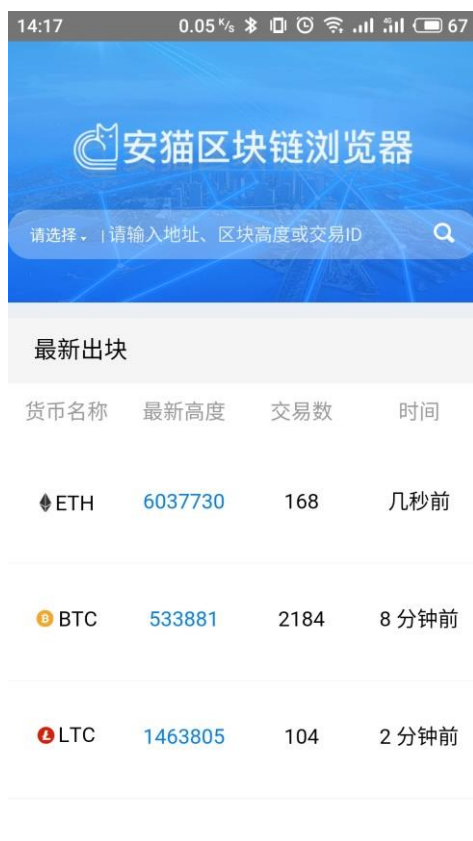 14:17 0.05 K/s 4G 67
安猫区块链浏览器
请选择 | 请输入地址、区块高度或交易ID
最新出块
货币名称 最新高度 交易数 时间
ETH 6037730 168 几秒前
BTC 533881 2184 8 分钟前
LTC 1463805 104 2 分钟前